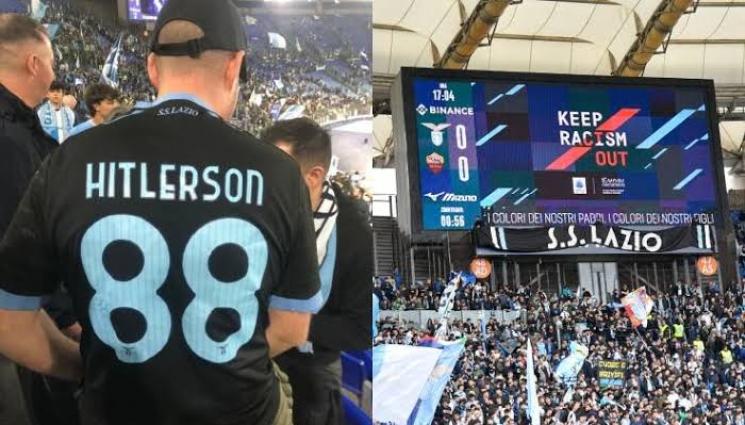 S.S. LAZIO
HITLERSON
88
17:04
BINANCE
0
0
MIZUNO
00:56
KEEP
RACISM
OUT
I COLORI DEI NOSTRI PADRI, I COLORI DEI NOSTRI FIGLI
S.S. LAZIO